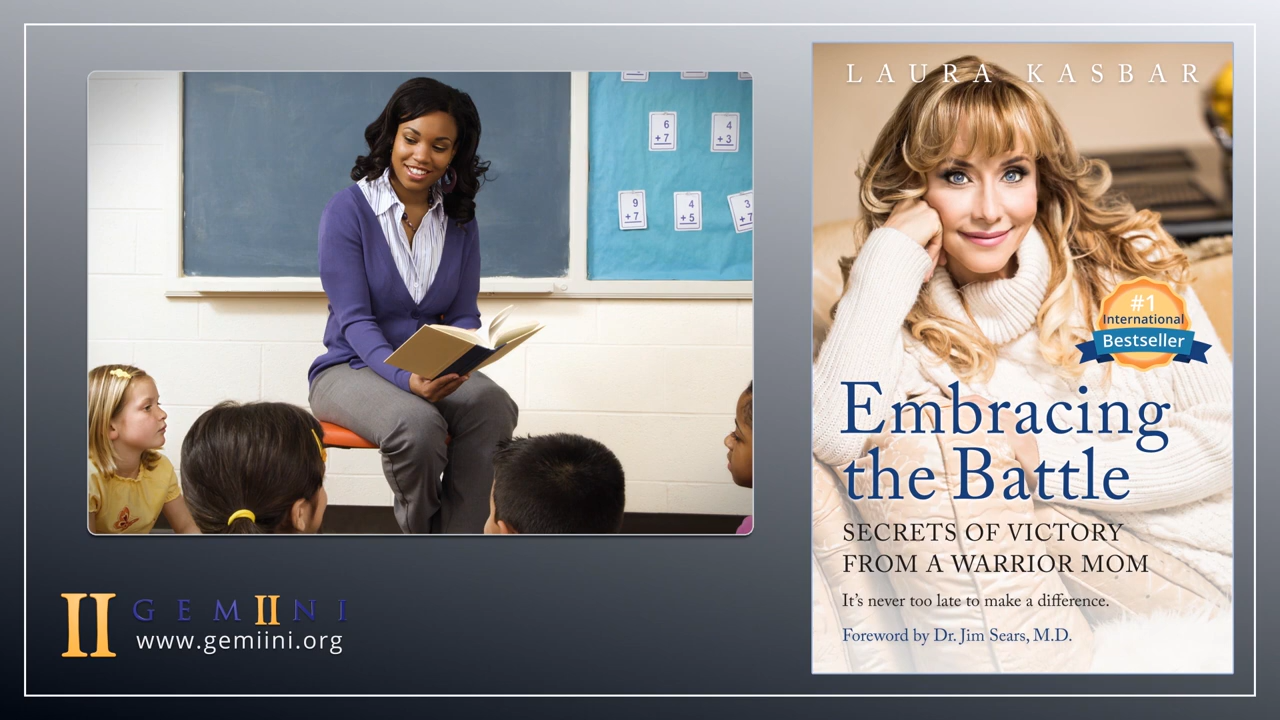 6
+7
4
+3
9
+7
4
+5
3
+7
II GEMIINI
www.gemiini.org
LAURA KASBAR
#1
International
Bestseller
Embracing
the Battle
SECRETS OF VICTORY
FROM A WARRIOR MOM
It's never too late to make a difference.
Foreword by Dr. Jim Sears, M.D.